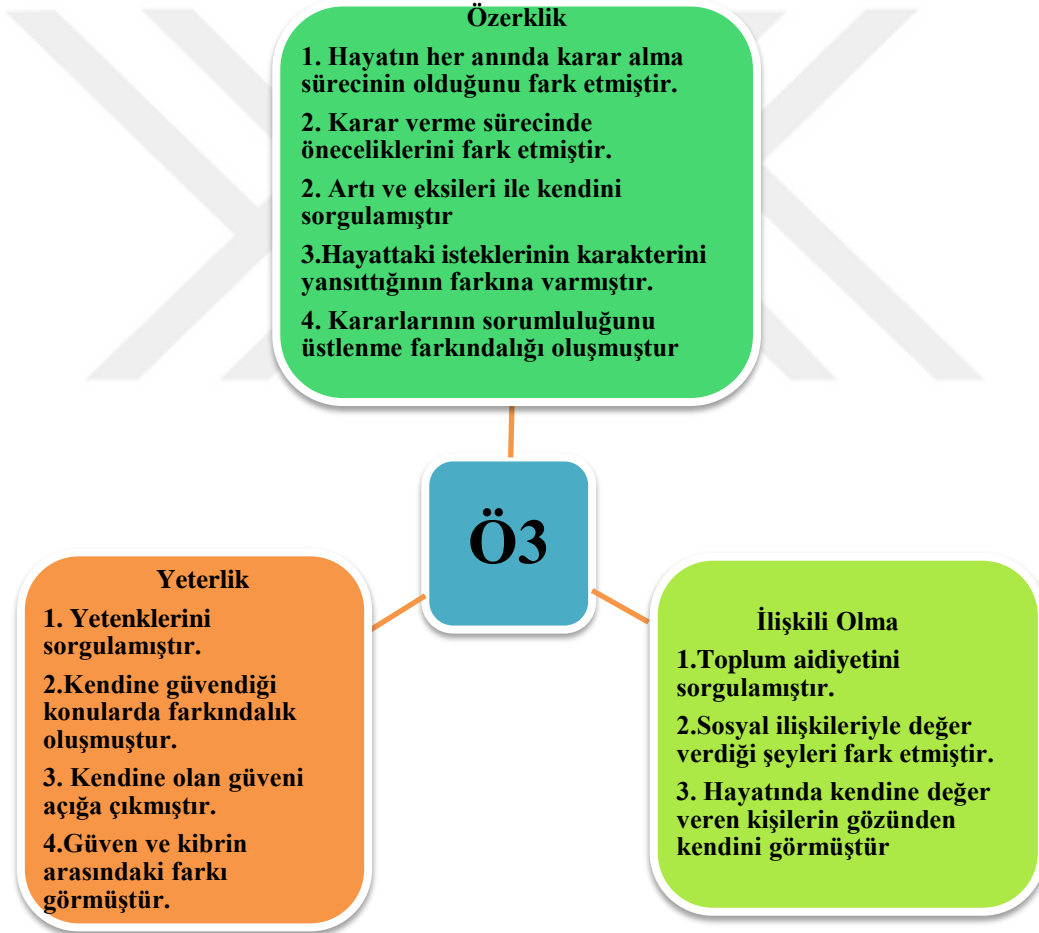 Özerklik
1. Hayatın her anında karar alma
sürecinin olduğunu fark etmiştir.
2. Karar verme sürecinde
öneceliklerini fark etmiştir.
2. Artı ve eksileri ile kendini
sorgulamıştır
3.Hayattaki isteklerinin karakterini
yansıttığının farkına varmıştır.
4. Kararlarının sorumluluğunu
üstlenme farkındalığı oluşmuştur
Ö3
Yeterlik
1. Yetenklerini
sorgulamıştır.
2.Kendine güvendiği
konularda farkındalık
oluşmuştur.
3. Kendine olan güveni
açığa çıkmıştır.
4.Güven ve kibrin
arasındaki farkı
görmüştür.
İlişkili Olma
1.Toplum aidiyetini
sorgulamıştır.
2.Sosyal ilişkileriyle değer
verdiği şeyleri fark etmiştir.
3. Hayatında kendine değer
veren kişilerin gözünden
kendini görmüştür